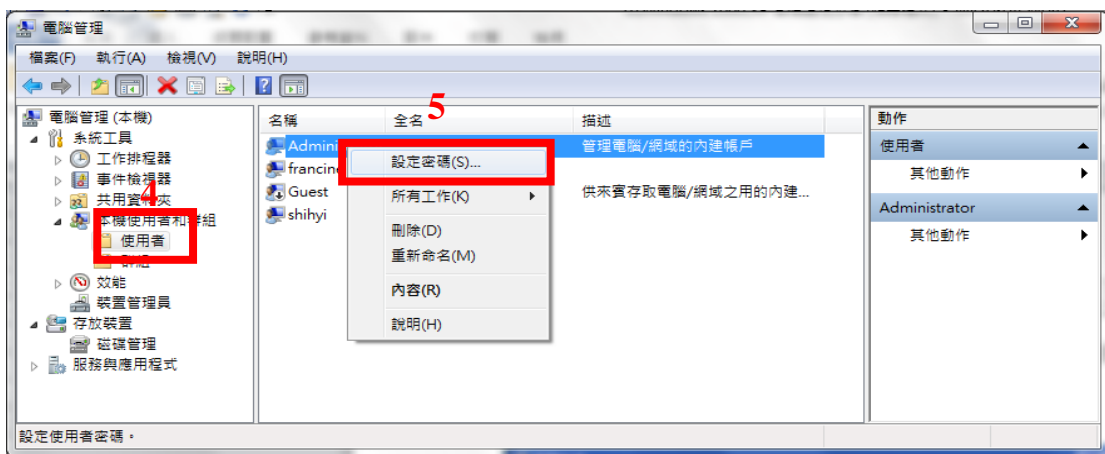 電腦管理
檔案(F) 執行(A) 檢視(V) 說明(H)
電腦管理 (本機)
系統工具
工作排程器
事件檢視器
共用資料夾
4
本機使用者和群組
使用者
群組
效能
裝置管理員
存放裝置
磁碟管理
服務與應用程式
名稱 全名 描述
5
Admini 管理電腦/網域的內建帳戶
francine
Guest 供來賓存取電腦/網域之用的內建...
shihyi
設定密碼(S)...
所有工作(K)
刪除(D)
重新命名(M)
內容(R)
說明(H)
動作
使用者
其他動作
Administrator
其他動作
設定使用者密碼。